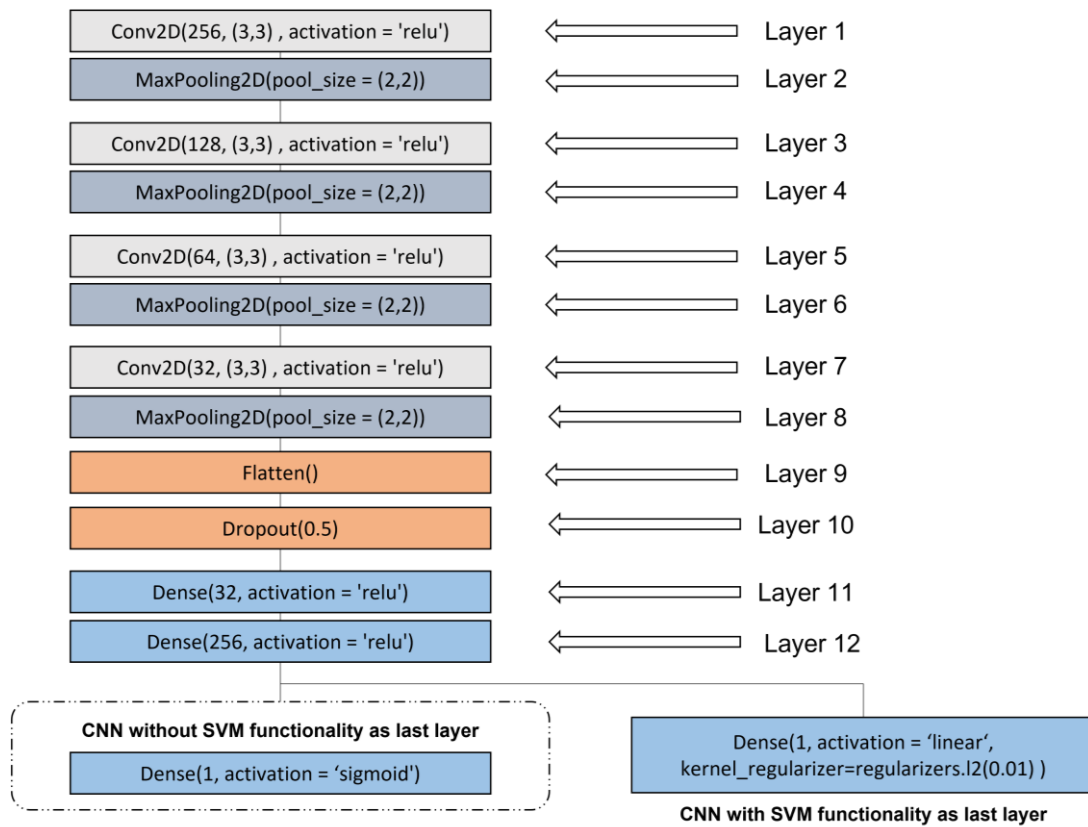 Conv2D(256, (3,3) , activation = 'relu')
Layer 1
MaxPooling2D(pool_size = (2,2))
Layer 2
Conv2D(128, (3,3) , activation = 'relu')
Layer 3
MaxPooling2D(pool_size = (2,2))
Layer 4
Conv2D(64, (3,3) , activation = 'relu')
Layer 5
MaxPooling2D(pool_size = (2,2))
Layer 6
Conv2D(32, (3,3) , activation = 'relu')
Layer 7
MaxPooling2D(pool_size = (2,2))
Layer 8
Flatten()
Layer 9
Dropout(0.5)
Layer 10
Dense(32, activation = 'relu')
Layer 11
Dense(256, activation = 'relu')
Layer 12
CNN without SVM functionality as last layer
Dense(1, activation = ‘sigmoid’)
Dense(1, activation = ‘linear‘,
kernel_regularizer=regularizers.l2(0.01) )
CNN with SVM functionality as last layer